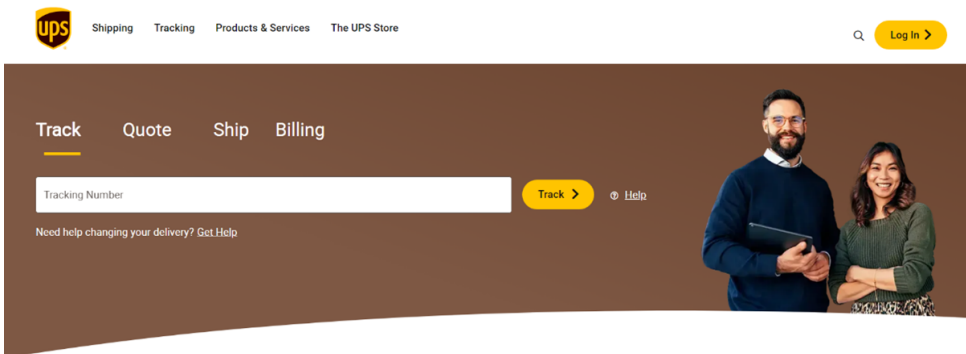 ups
Shipping Tracking Products & Services The UPS Store Log In
Track Quote Ship Billing
Tracking Number Track Help
Need help changing your delivery? Get Help